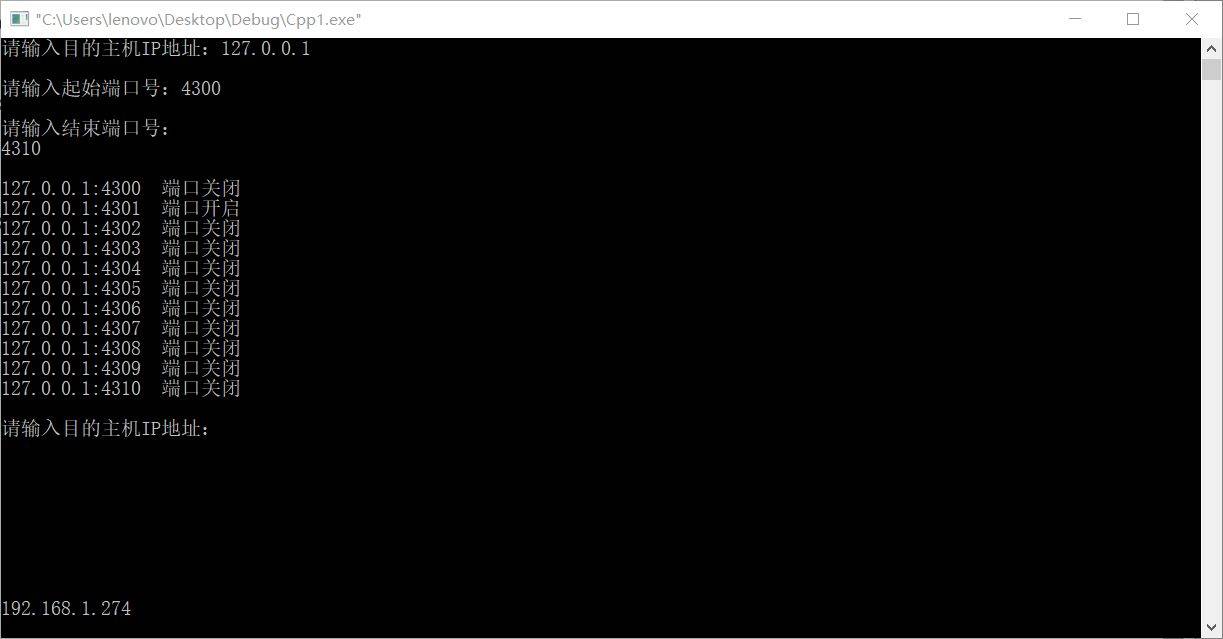 "C:\Users\lenovo\Desktop\Debug\Cpp1.exe"
请输入目的主机IP地址：127.0.0.1
请输入起始端口号：4300
请输入结束端口号：
4310
127.0.0.1:4300  端口关闭
127.0.0.1:4301  端口开启
127.0.0.1:4302  端口关闭
127.0.0.1:4303  端口关闭
127.0.0.1:4304  端口关闭
127.0.0.1:4305  端口关闭
127.0.0.1:4306  端口关闭
127.0.0.1:4307  端口关闭
127.0.0.1:4308  端口关闭
127.0.0.1:4309  端口关闭
127.0.0.1:4310  端口关闭
请输入目的主机IP地址：
192.168.1.274